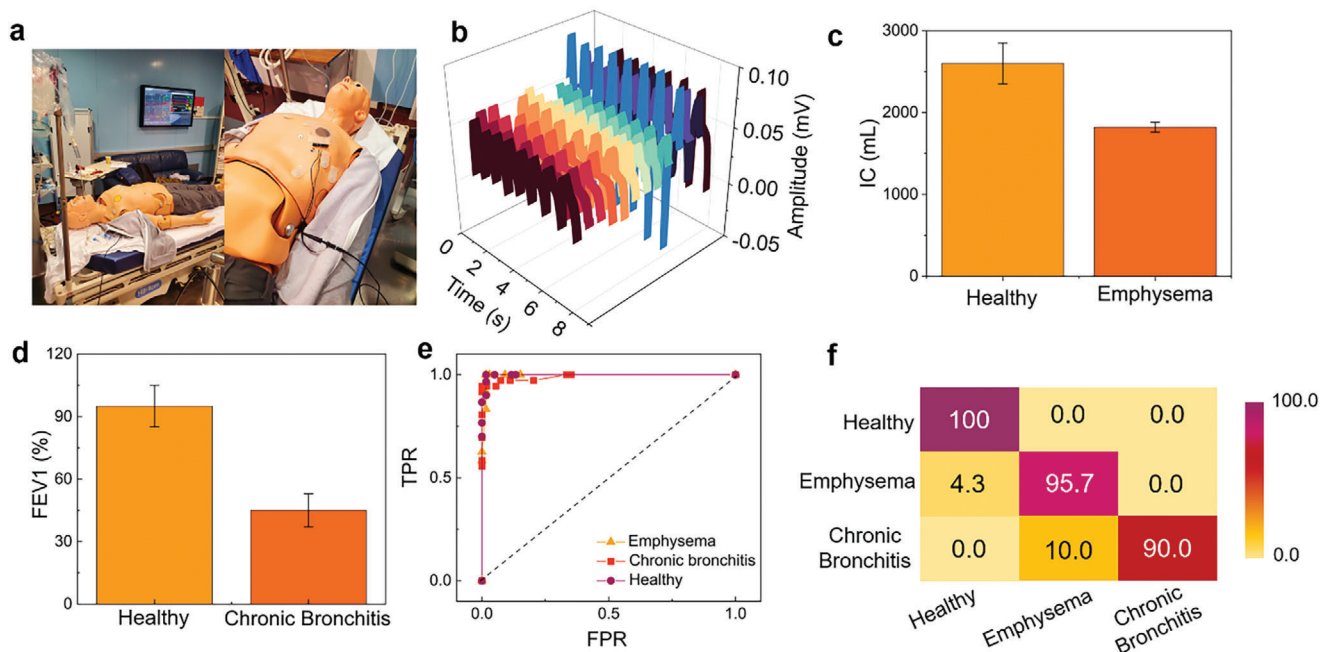 a
b
0.10
0.05
0.00
-0.05
Amplitude (mV)
0
2
4
6
8
Time (s)
c
3000
2000
1000
0
IC (mL)
Healthy
Emphysema
d
120
90
60
30
0
FEV1 (%)
Healthy
Chronic Bronchitis
e
1.0
0.5
0.0
TPR
Emphysema
Chronic bronchitis
Healthy
0.0
0.5
1.0
FPR
f
Healthy
100
0.0
0.0
Emphysema
4.3
95.7
0.0
Chronic
Bronchitis
0.0
10.0
90.0
Healthy
Emphysema
Chronic
Bronchitis
100.0
0.0